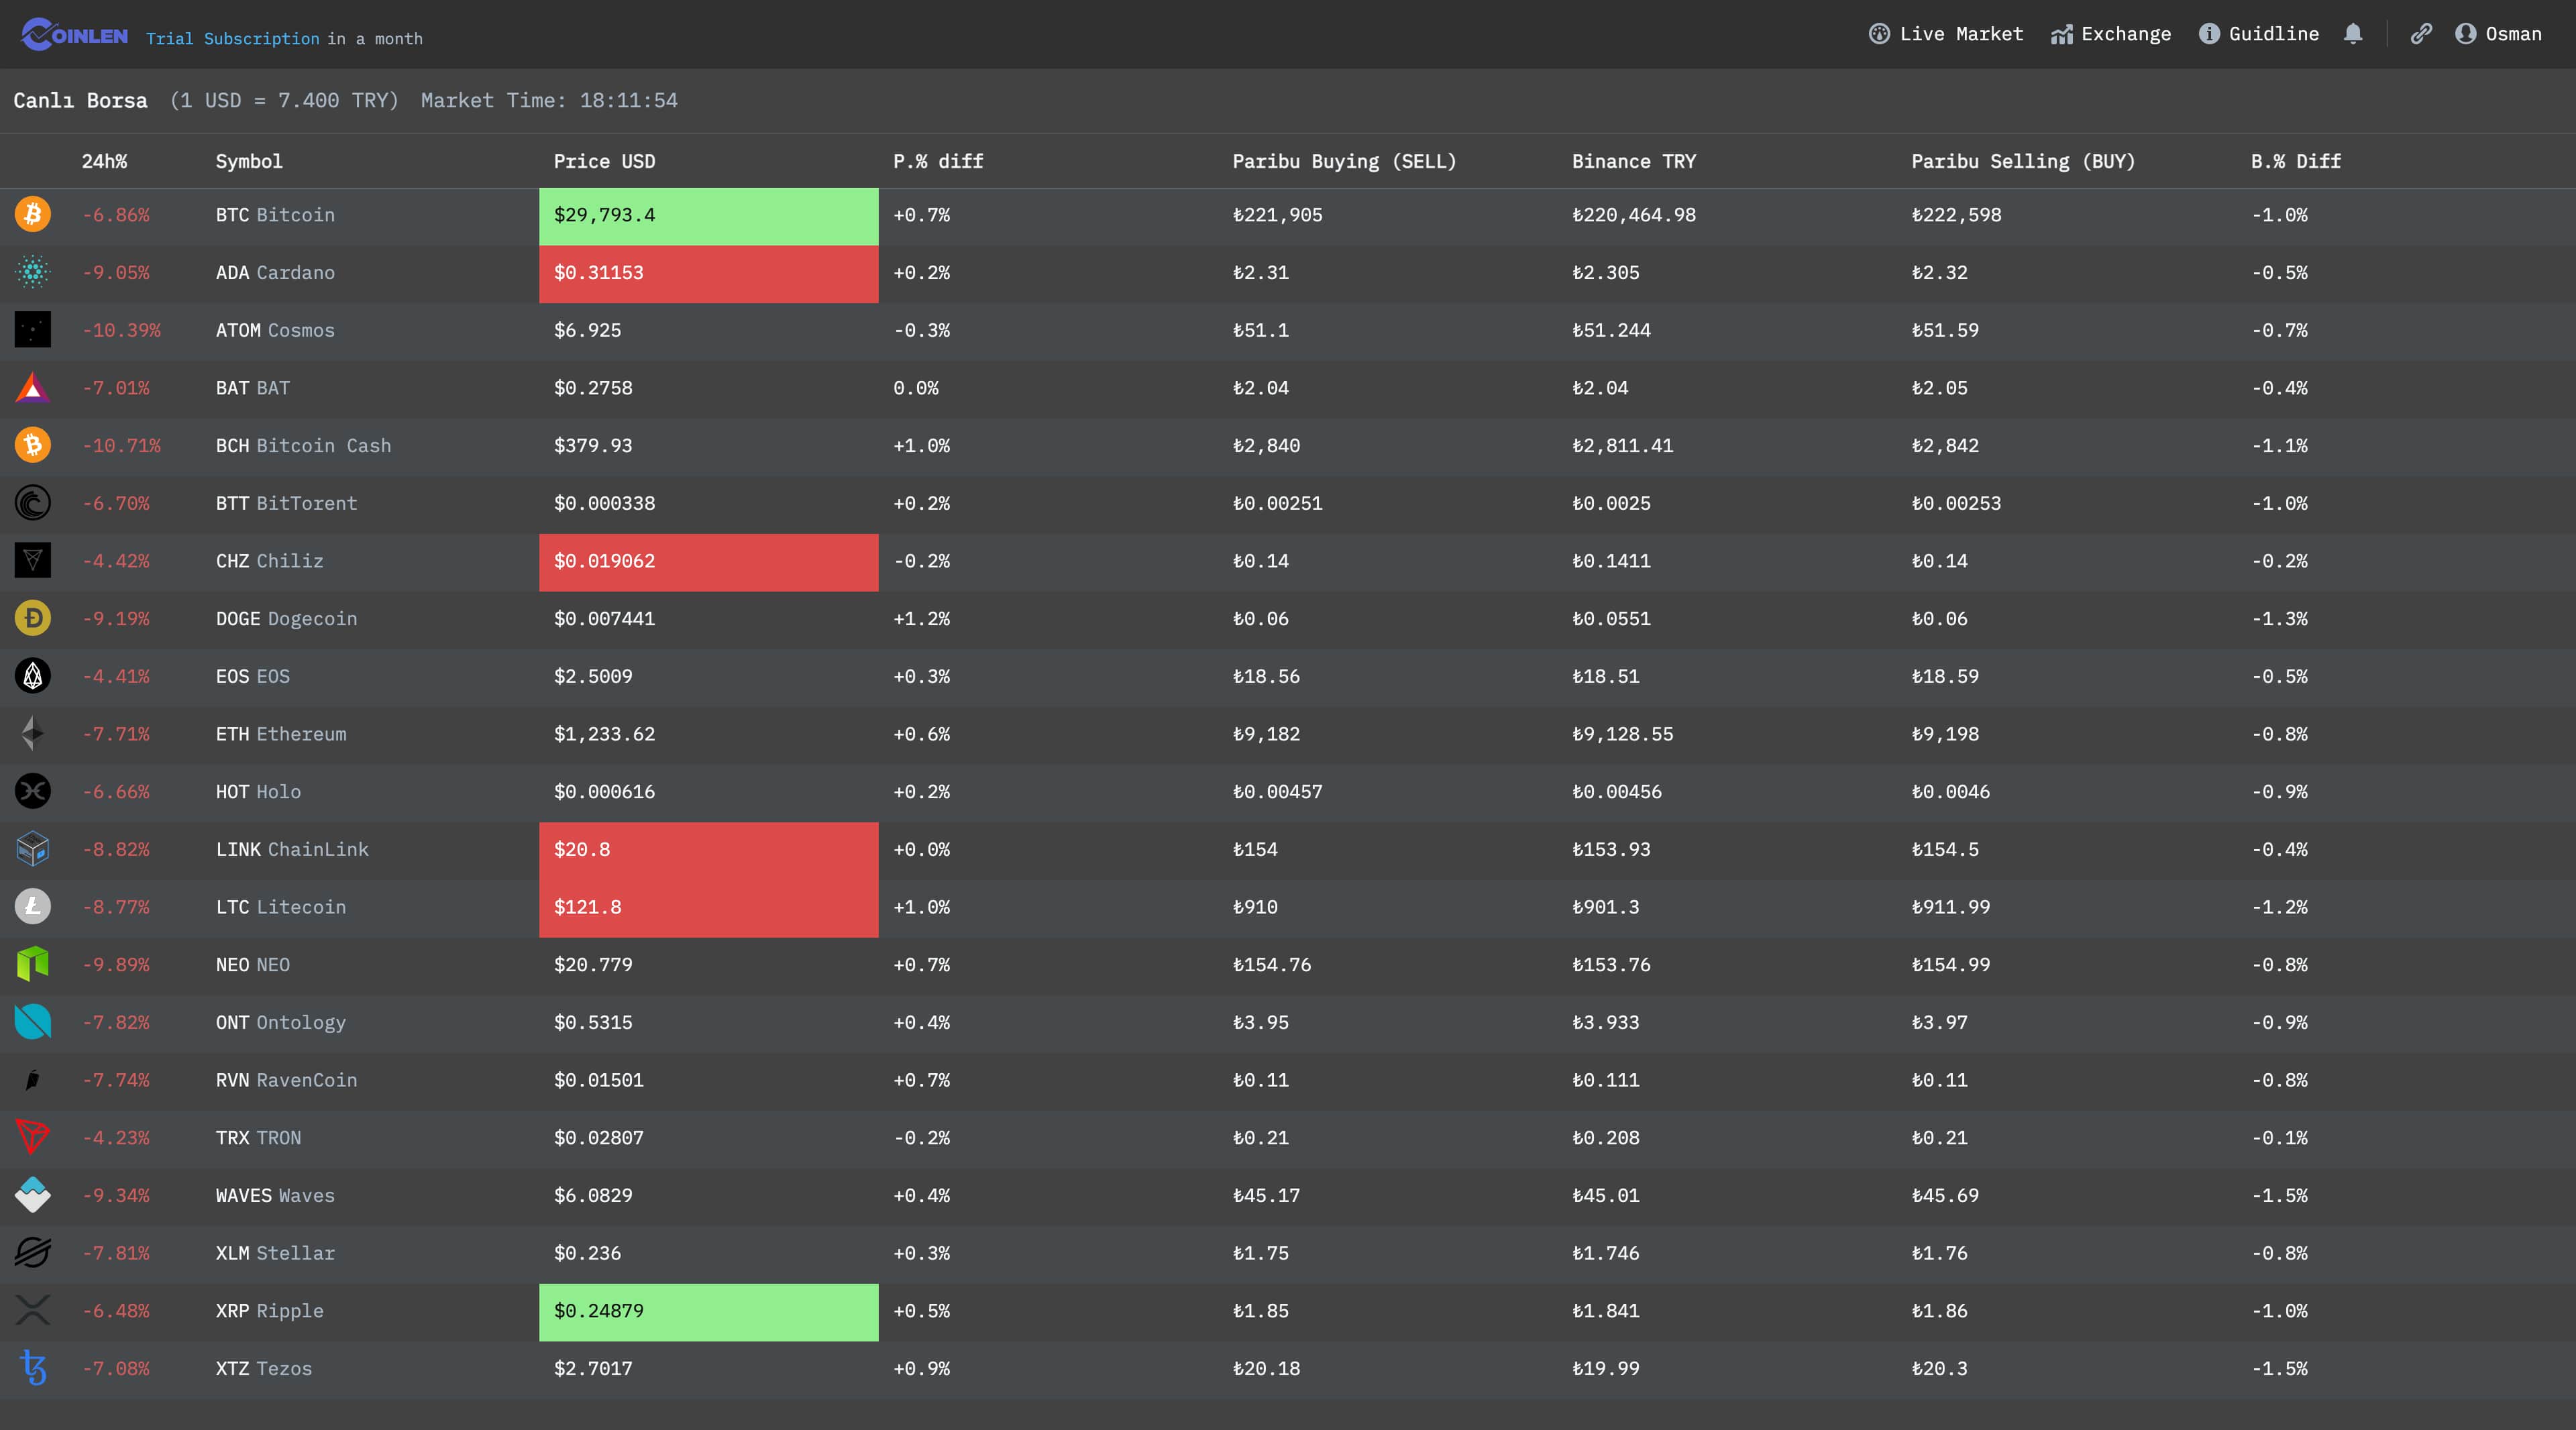 COINLEN Trial Subscription in a month Live Market Exchange Guidline Osman
Canlı Borsa (1 USD = 7.400 TRY) Market Time: 18:11:54
24h% Symbol Price USD P.% diff Paribu Buying (SELL) Binance TRY Paribu Selling (BUY) B.% Diff
-6.86% BTC Bitcoin $29,793.4 +0.7% ₺221,905 ₺220,464.98 ₺222,598 -1.0%
-9.05% ADA Cardano $0.31153 +0.2% ₺2.31 ₺2.305 ₺2.32 -0.5%
-10.39% ATOM Cosmos $6.925 -0.3% ₺51.1 ₺51.244 ₺51.59 -0.7%
-7.01% BAT BAT $0.2758 0.0% ₺2.04 ₺2.04 ₺2.05 -0.4%
-10.71% BCH Bitcoin Cash $379.93 +1.0% ₺2,840 ₺2,811.41 ₺2,842 -1.1%
-6.70% BTT BitTorent $0.000338 +0.2% ₺0.00251 ₺0.0025 ₺0.00253 -1.0%
-4.42% CHZ Chiliz $0.019062 -0.2% ₺0.14 ₺0.1411 ₺0.14 -0.2%
-9.19% DOGE Dogecoin $0.007441 +1.2% ₺0.06 ₺0.0551 ₺0.06 -1.3%
-4.41% EOS EOS $2.5009 +0.3% ₺18.56 ₺18.51 ₺18.59 -0.5%
-7.71% ETH Ethereum $1,233.62 +0.6% ₺9,182 ₺9,128.55 ₺9,198 -0.8%
-6.66% HOT Holo $0.000616 +0.2% ₺0.00457 ₺0.00456 ₺0.0046 -0.9%
-8.82% LINK ChainLink $20.8 +0.0% ₺154 ₺153.93 ₺154.5 -0.4%
-8.77% LTC Litecoin $121.8 +1.0% ₺910 ₺901.3 ₺911.99 -1.2%
-9.89% NEO NEO $20.779 +0.7% ₺154.76 ₺153.76 ₺154.99 -0.8%
-7.82% ONT Ontology $0.5315 +0.4% ₺3.95 ₺3.933 ₺3.97 -0.9%
-7.74% RVN RavenCoin $0.01501 +0.7% ₺0.11 ₺0.111 ₺0.11 -0.8%
-4.23% TRX TRON $0.02807 -0.2% ₺0.21 ₺0.208 ₺0.21 -0.1%
-9.34% WAVES Waves $6.0829 +0.4% ₺45.17 ₺45.01 ₺45.69 -1.5%
-7.81% XLM Stellar $0.236 +0.3% ₺1.75 ₺1.746 ₺1.76 -0.8%
-6.48% XRP Ripple $0.24879 +0.5% ₺1.85 ₺1.841 ₺1.86 -1.0%
-7.08% XTZ Tezos $2.7017 +0.9% ₺20.18 ₺19.99 ₺20.3 -1.5%